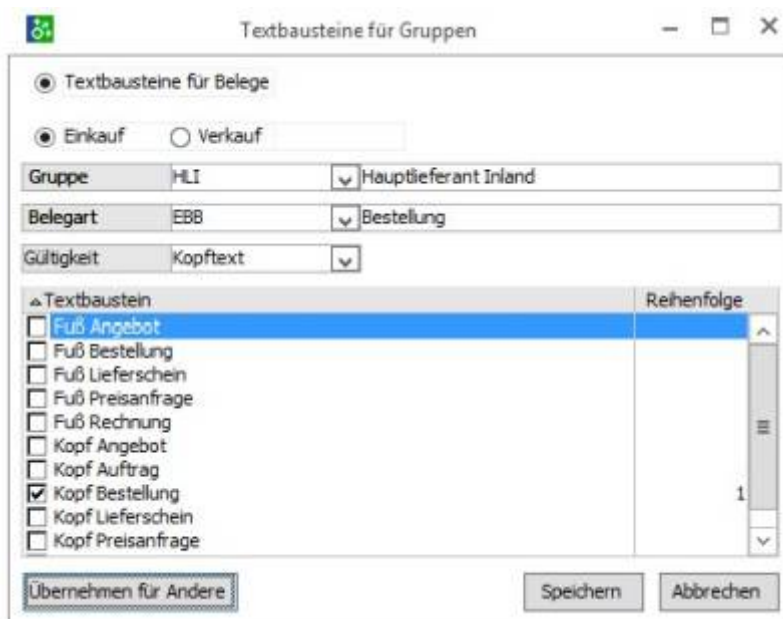 Textbausteine für Gruppen
Textbausteine für Belege
Einkauf Verkauf
Gruppe HLI Hauptlieferant Inland
Belegart EBB Bestellung
Gültigkeit Kopftext
Textbaustein Reihenfolge
Fuß Angebot
Fuß Bestellung
Fuß Lieferschein
Fuß Preisanfrage
Fuß Rechnung
Kopf Angebot
Kopf Auftrag
Kopf Bestellung 1
Kopf Lieferschein
Kopf Preisanfrage
Übernehmen für Andere Speichern Abbrechen